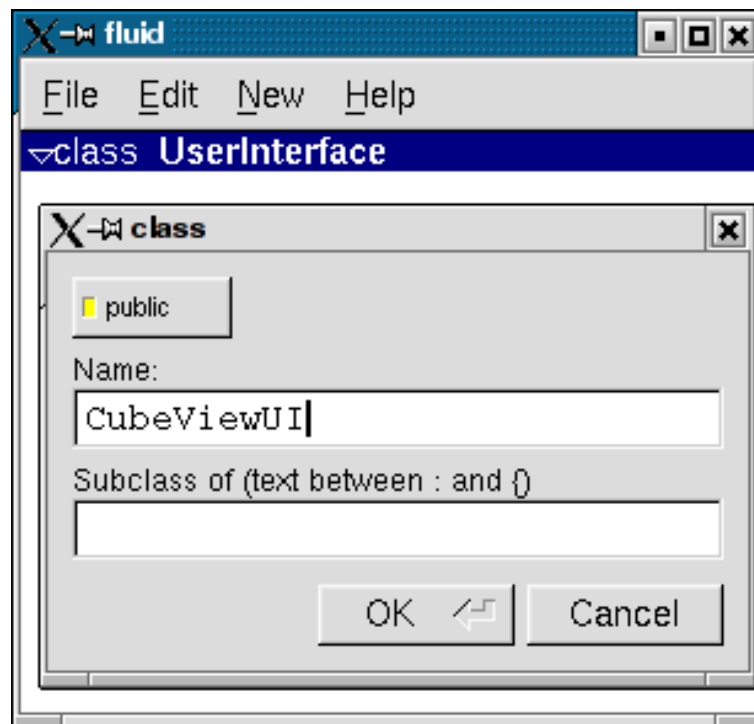 fluid
File Edit New Help
class UserInterface
class
public
Name:
CubeViewUI
Subclass of (text between : and {)
OK Cancel